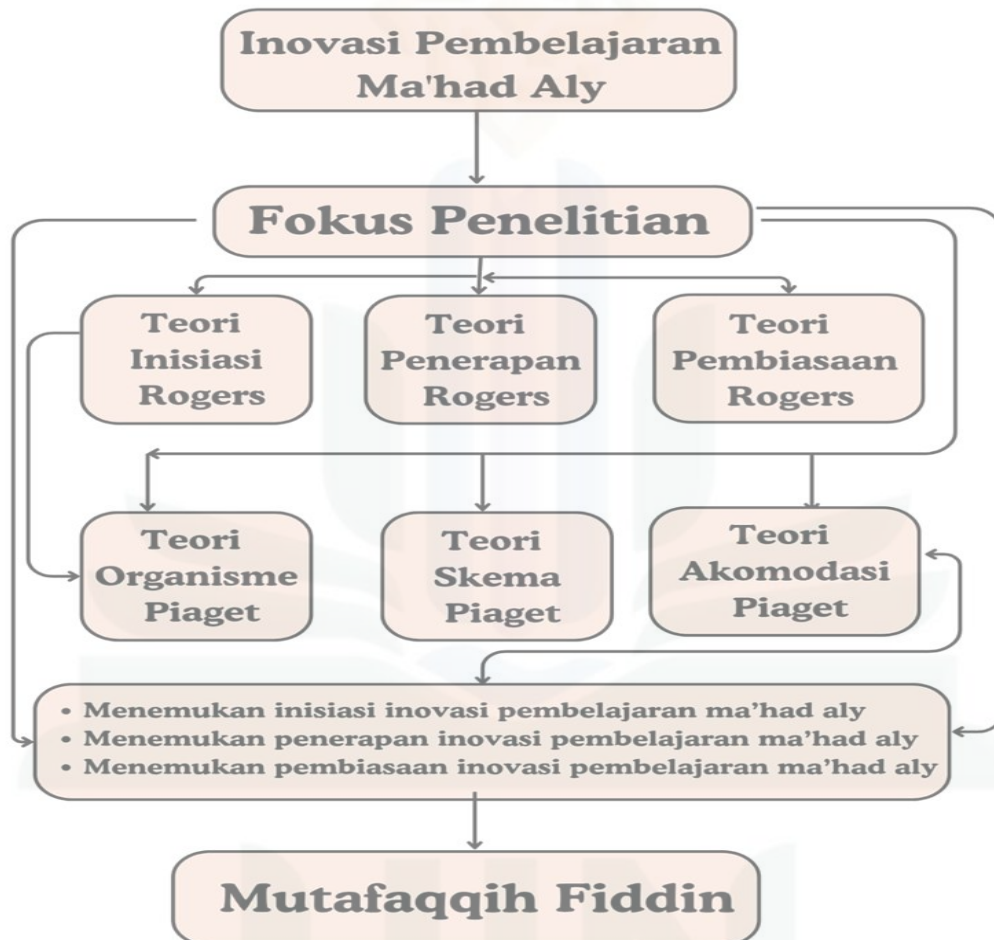 Inovasi Pembelajaran
Ma'had Aly
Fokus Penelitian
Teori
Inisiasi
Rogers
Teori
Penerapan
Rogers
Teori
Pembiasaan
Rogers
Teori
Organisme
Piaget
Teori
Skema
Piaget
Teori
Akomodasi
Piaget
• Menemukan inisiasi inovasi pembelajaran ma’had aly
• Menemukan penerapan inovasi pembelajaran ma’had aly
• Menemukan pembiasaan inovasi pembelajaran ma’had aly
Mutafaqqih Fiddin